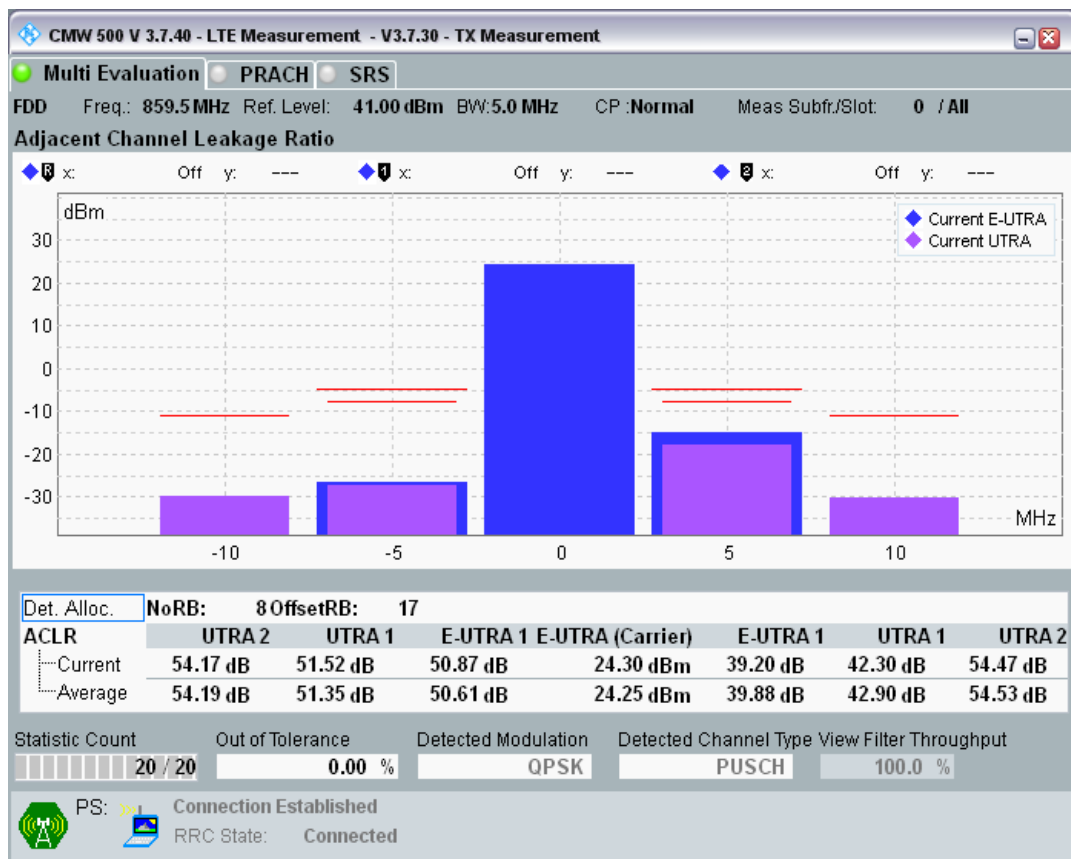 CMW 500 V 3.7.40 - LTE Measurement - V3.7.30 - TX Measurement
Multi Evaluation PRACH SRS
FDD Freq.: 859.5 MHz Ref. Level: 41.00 dBm BW:5.0 MHz CP :Normal Meas Subfr./Slot: 0 / All
Adjacent Channel Leakage Ratio
R x: Off y: --- 1 x: Off y: --- 2 x: Off y: ---
dBm
Current E-UTRA
Current UTRA
30
20
10
0
-10
-20
-30
MHz
-10 -5 0 5 10
Det. Alloc. NoRB: 8 OffsetRB: 17
ACLR UTRA 2 UTRA 1 E-UTRA 1 E-UTRA (Carrier) E-UTRA 1 UTRA 1 UTRA 2
Current 54.17 dB 51.52 dB 50.87 dB 24.30 dBm 39.20 dB 42.30 dB 54.47 dB
Average 54.19 dB 51.35 dB 50.61 dB 24.25 dBm 39.88 dB 42.90 dB 54.53 dB
Statistic Count Out of Tolerance Detected Modulation Detected Channel Type View Filter Throughput
20 / 20 0.00 % QPSK PUSCH 100.0 %
PS: Connection Established
RRC State: Connected